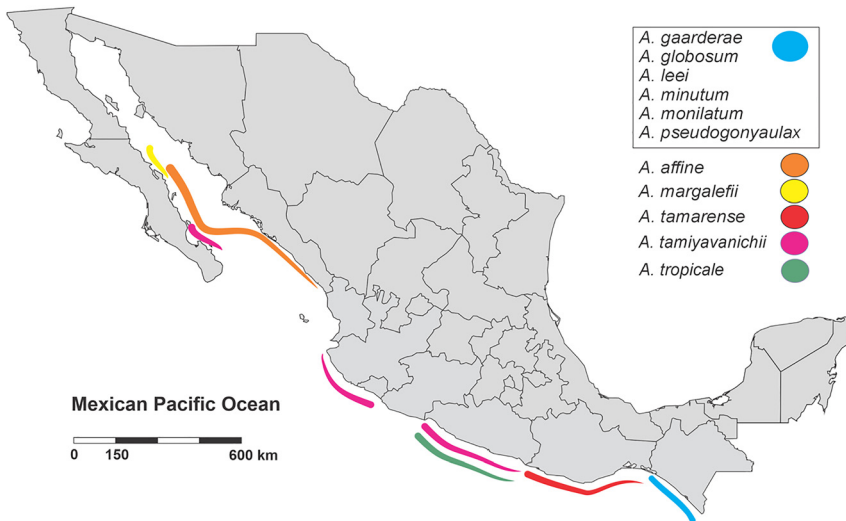 A. gaarderae
A. globosum
A. leei
A. minutum
A. monilatum
A. pseudogonyaulax
A. affine
A. margalefii
A. tamarense
A. tamiyavanichii
A. tropicale
Mexican Pacific Ocean
0 150 600 km